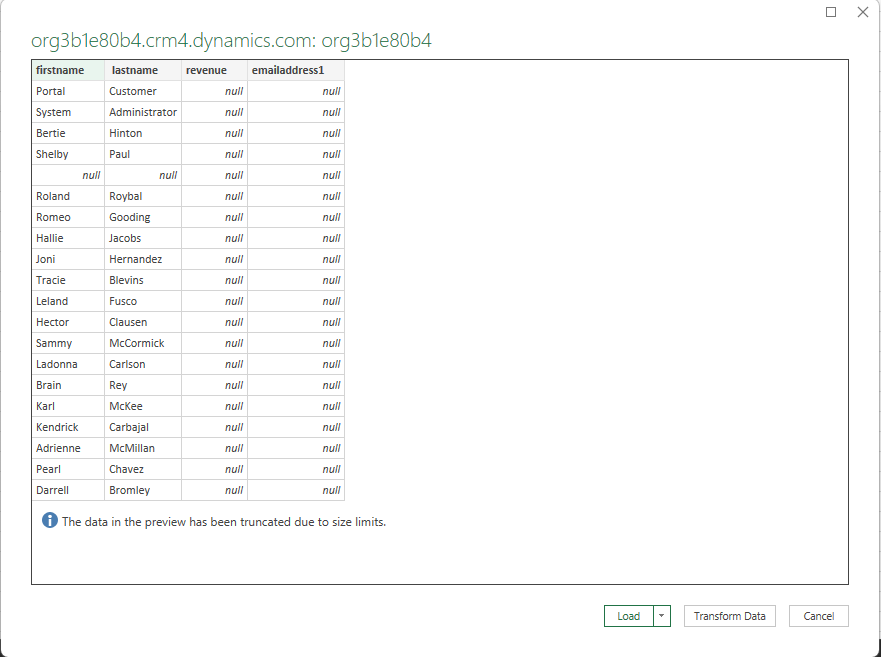 org3b1e80b4.crm4.dynamics.com: org3b1e80b4
firstname lastname revenue emailaddress1
Portal Customer null null
System Administrator null null
Bertie Hinton null null
Shelby Paul null null
null null null null
Roland Roybal null null
Romeo Gooding null null
Hallie Jacobs null null
Joni Hernandez null null
Tracie Blevins null null
Leland Fusco null null
Hector Clausen null null
Sammy McCormick null null
Ladonna Carlson null null
Brain Rey null null
Karl McKee null null
Kendrick Carbajal null null
Adrienne McMillan null null
Pearl Chavez null null
Darrell Bromley null null
The data in the preview has been truncated due to size limits.
Load Transform Data Cancel